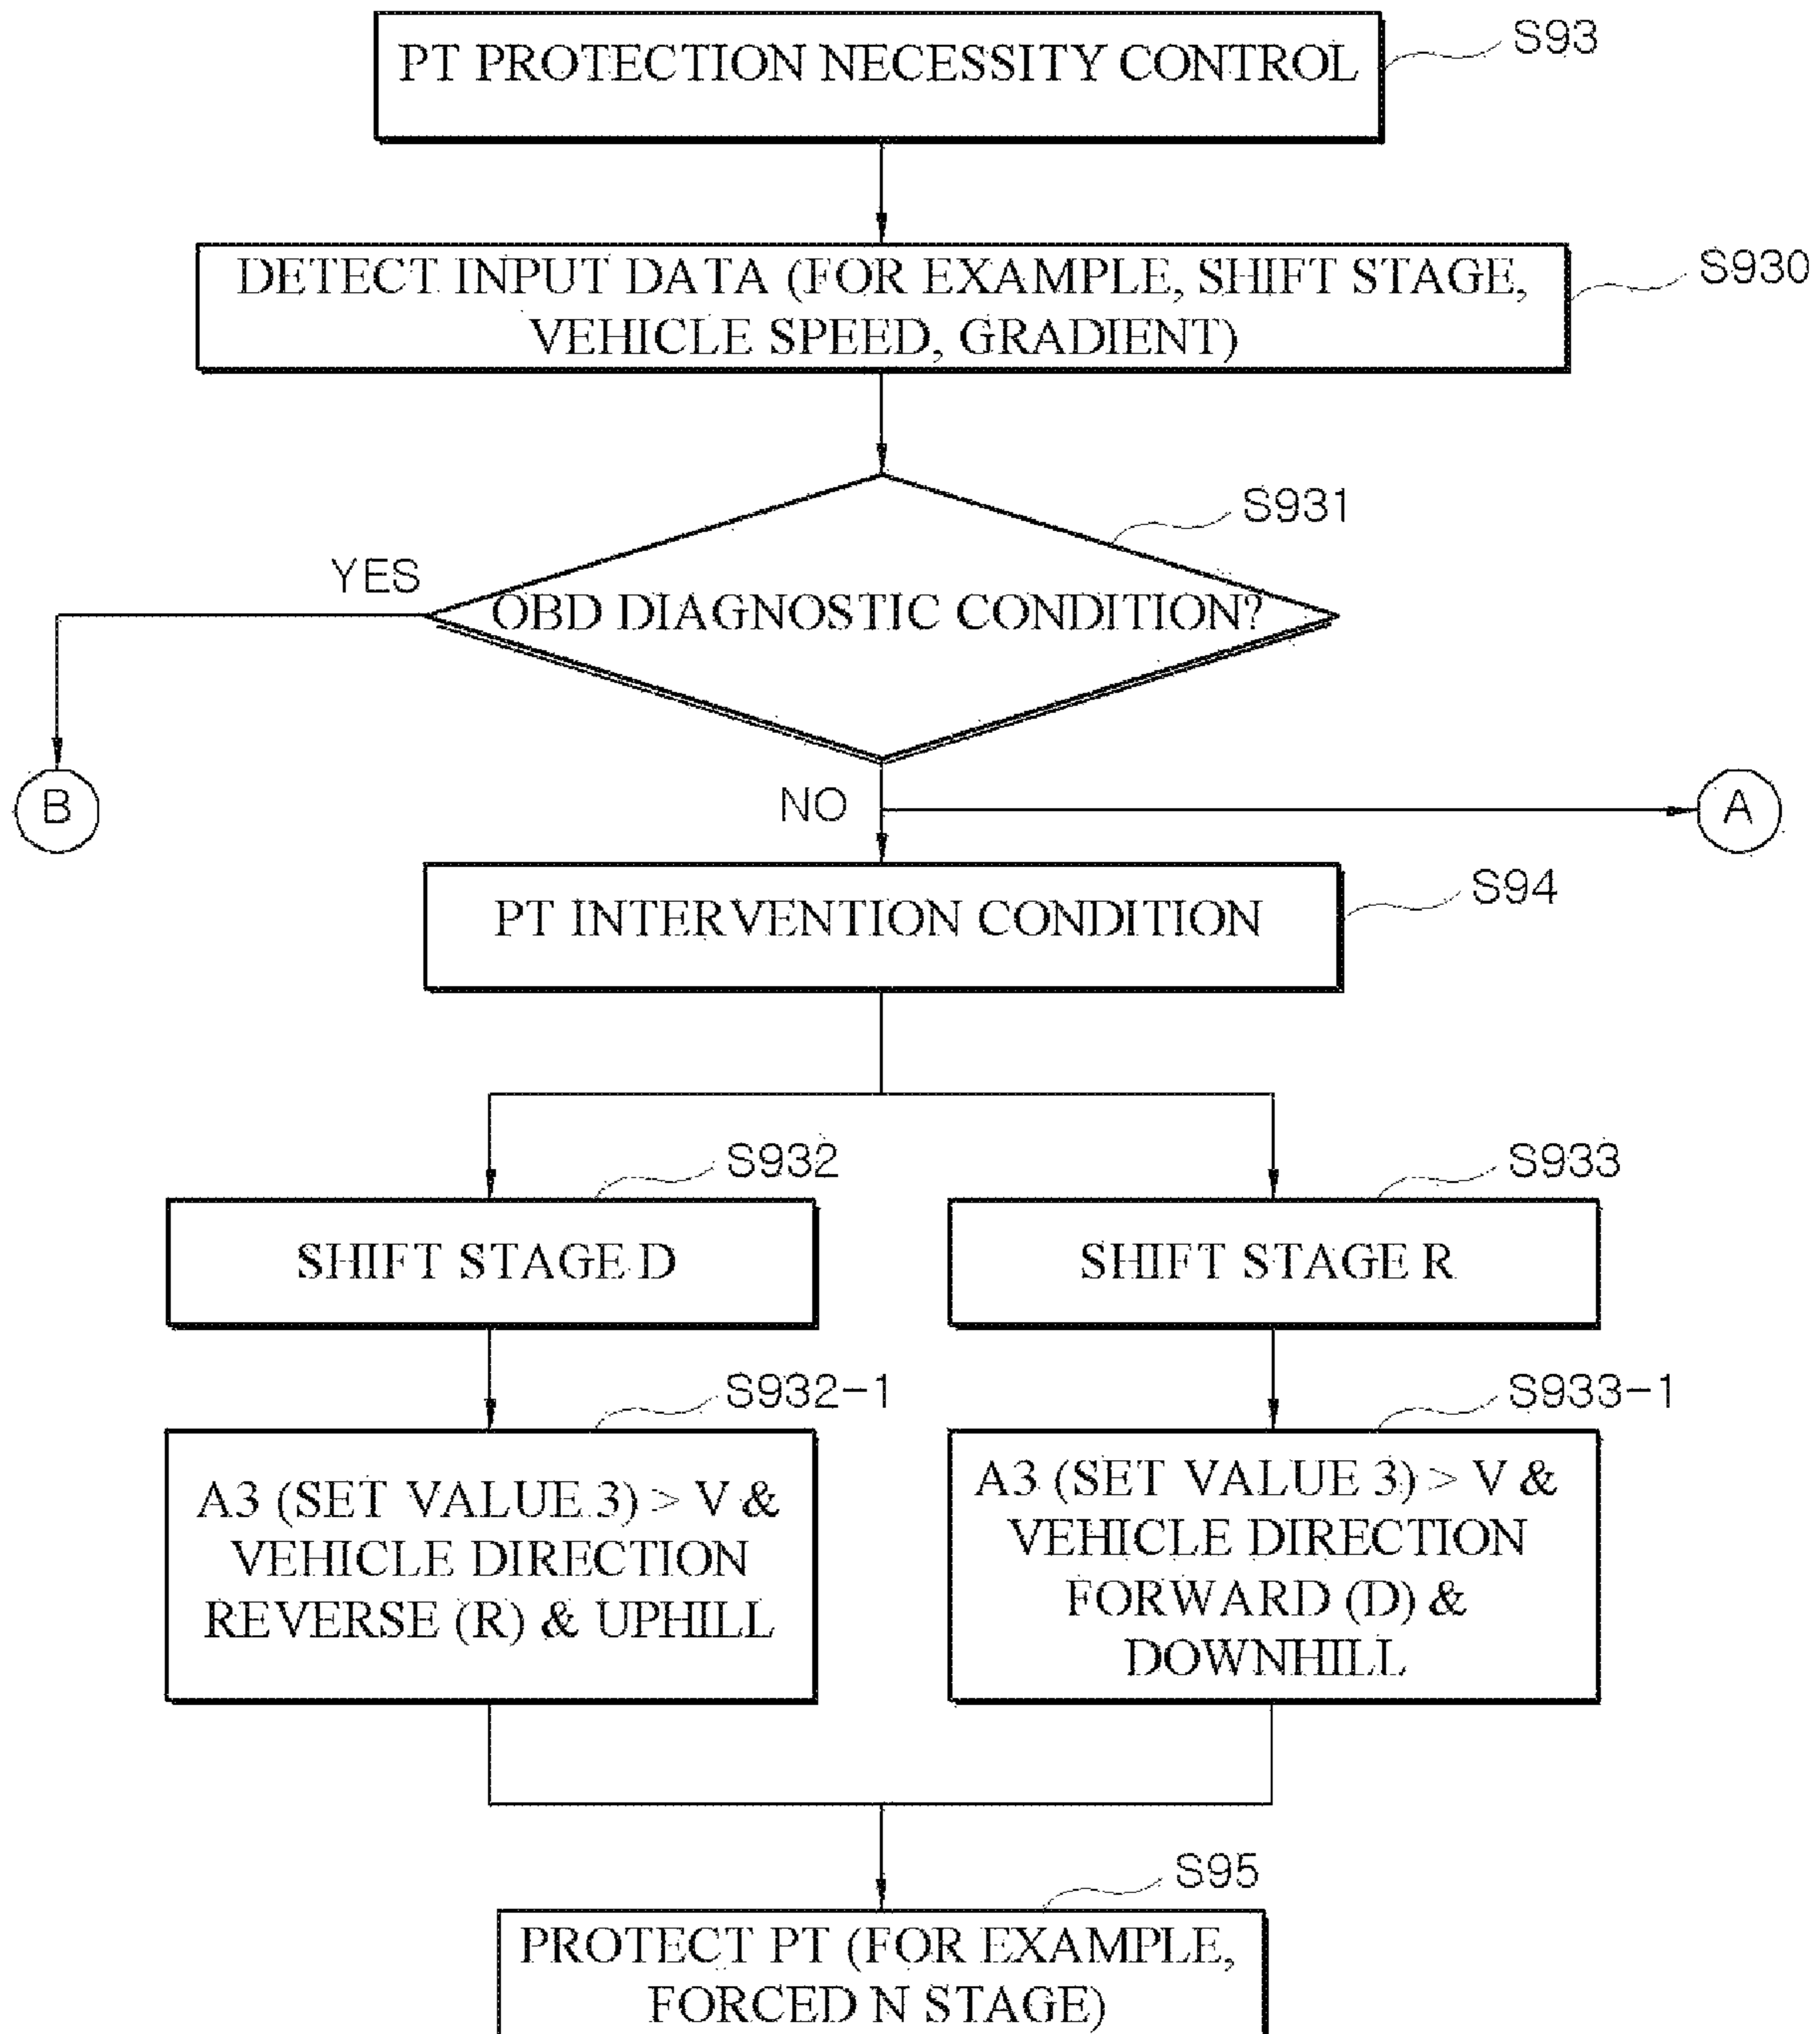 PT PROTECTION NECESSITY CONTROL
S93
DETECT INPUT DATA (FOR EXAMPLE, SHIFT STAGE,
VEHICLE SPEED, GRADIENT)
S930
S931
YES
OBD DIAGNOSTIC CONDITION?
B
NO
A
PT INTERVENTION CONDITION
S94
S932
S933
SHIFT STAGE D
SHIFT STAGE R
S932-1
S933-1
A3 (SET VALUE 3) > V &
VEHICLE DIRECTION
REVERSE (R) & UPHILL
A3 (SET VALUE 3) > V &
VEHICLE DIRECTION
FORWARD (D) &
DOWNHILL
S95
PROTECT PT (FOR EXAMPLE,
FORCED N STAGE)